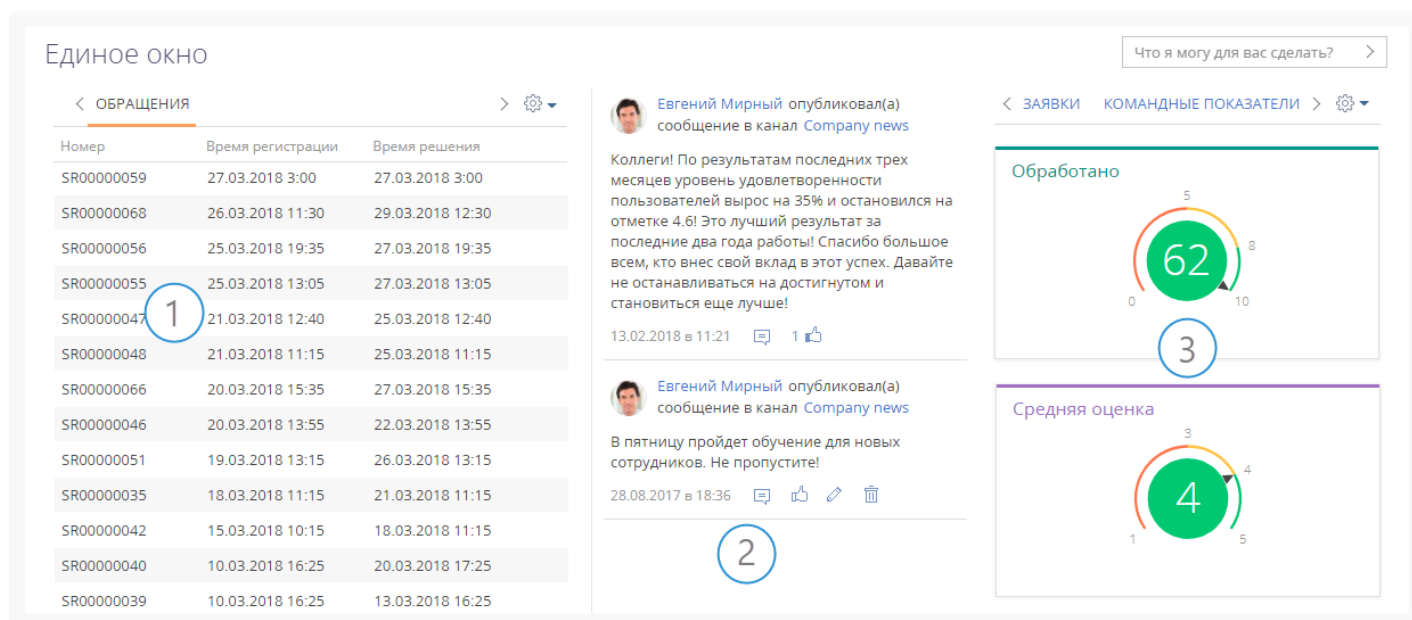 Единое окно
Что я могу для вас сделать?
ОБРАЩЕНИЯ
Номер Время регистрации Время решения
SR00000059 27.03.2018 3:00 27.03.2018 3:00
SR00000068 26.03.2018 11:30 29.03.2018 12:30
SR00000056 25.03.2018 19:35 27.03.2018 19:35
SR00000055 25.03.2018 13:05 27.03.2018 13:05
SR00000047 21.03.2018 12:40 25.03.2018 12:40
1
SR00000048 21.03.2018 11:15 25.03.2018 11:15
SR00000066 20.03.2018 15:35 27.03.2018 15:35
SR00000046 20.03.2018 13:55 22.03.2018 13:55
SR00000051 19.03.2018 13:15 26.03.2018 13:15
SR00000035 18.03.2018 11:15 21.03.2018 11:15
SR00000042 15.03.2018 10:15 18.03.2018 11:15
SR00000040 10.03.2018 16:25 20.03.2018 17:25
SR00000039 10.03.2018 16:25 13.03.2018 16:25
Евгений Мирный опубликовал(а)
сообщение в канал Company news
Коллеги! По результатам последних трех
месяцев уровень удовлетворенности
пользователей вырос на 35% и остановился на
отметке 4.6! Это лучший результат за
последние два года работы! Спасибо большое
всем, кто внес свой вклад в этот успех. Давайте
не останавливаться на достигнутом и
становиться еще лучше!
13.02.2018 в 11:21 1
Евгений Мирный опубликовал(а)
сообщение в канал Company news
В пятницу пройдет обучение для новых
сотрудников. Не пропустите!
28.08.2017 в 18:36
2
ЗАЯВКИ КОМАНДНЫЕ ПОКАЗАТЕЛИ
Обработано
5
8
62
0 10
3
Средняя оценка
3
4
4
1 5